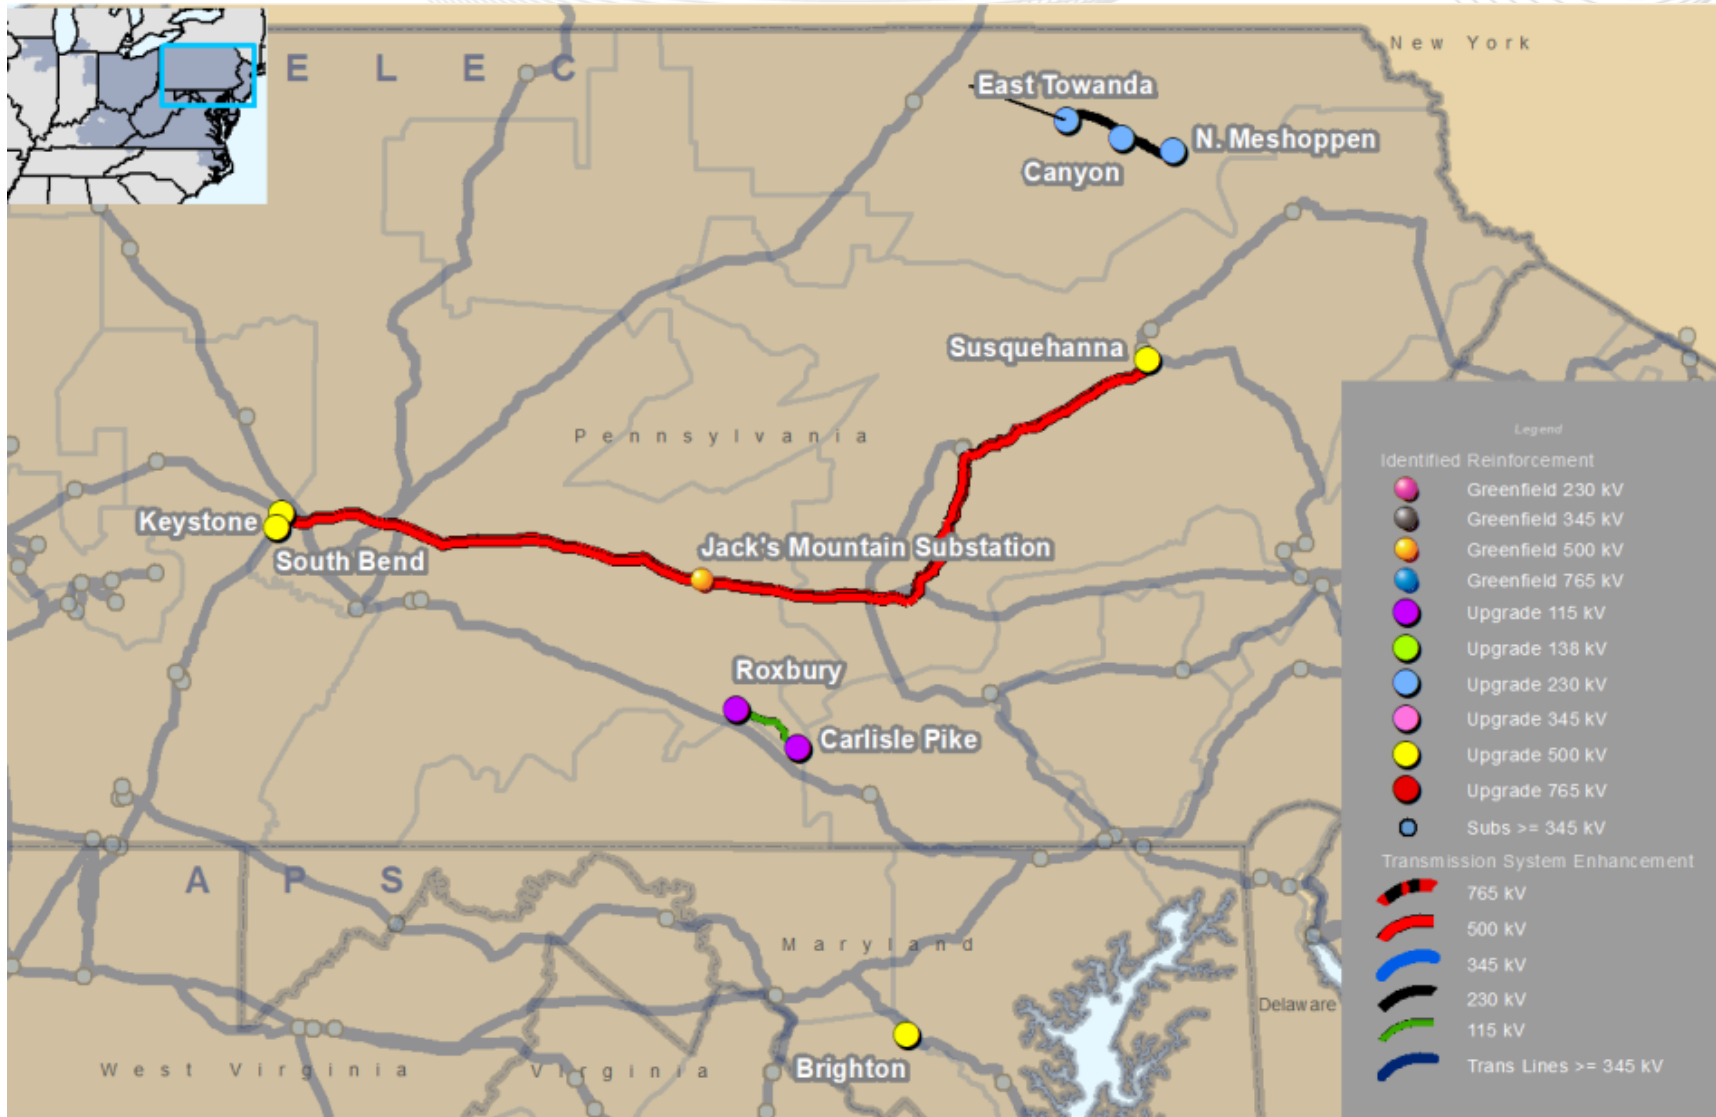 New York
E L E C
East Towanda
N. Meshoppen
Canyon
Susquehanna
Pennsylvania
Keystone
South Bend
Jack's Mountain Substation
Roxbury
Carlisle Pike
A P S
Maryland
Delaware
West Virginia
Virginia
Brighton
Legend
Identified Reinforcement
Greenfield 230 kV
Greenfield 345 kV
Greenfield 500 kV
Greenfield 765 kV
Upgrade 115 kV
Upgrade 138 kV
Upgrade 230 kV
Upgrade 345 kV
Upgrade 500 kV
Upgrade 765 kV
Subs >= 345 kV
Transmission System Enhancement
765 kV
500 kV
345 kV
230 kV
115 kV
Trans Lines >= 345 kV